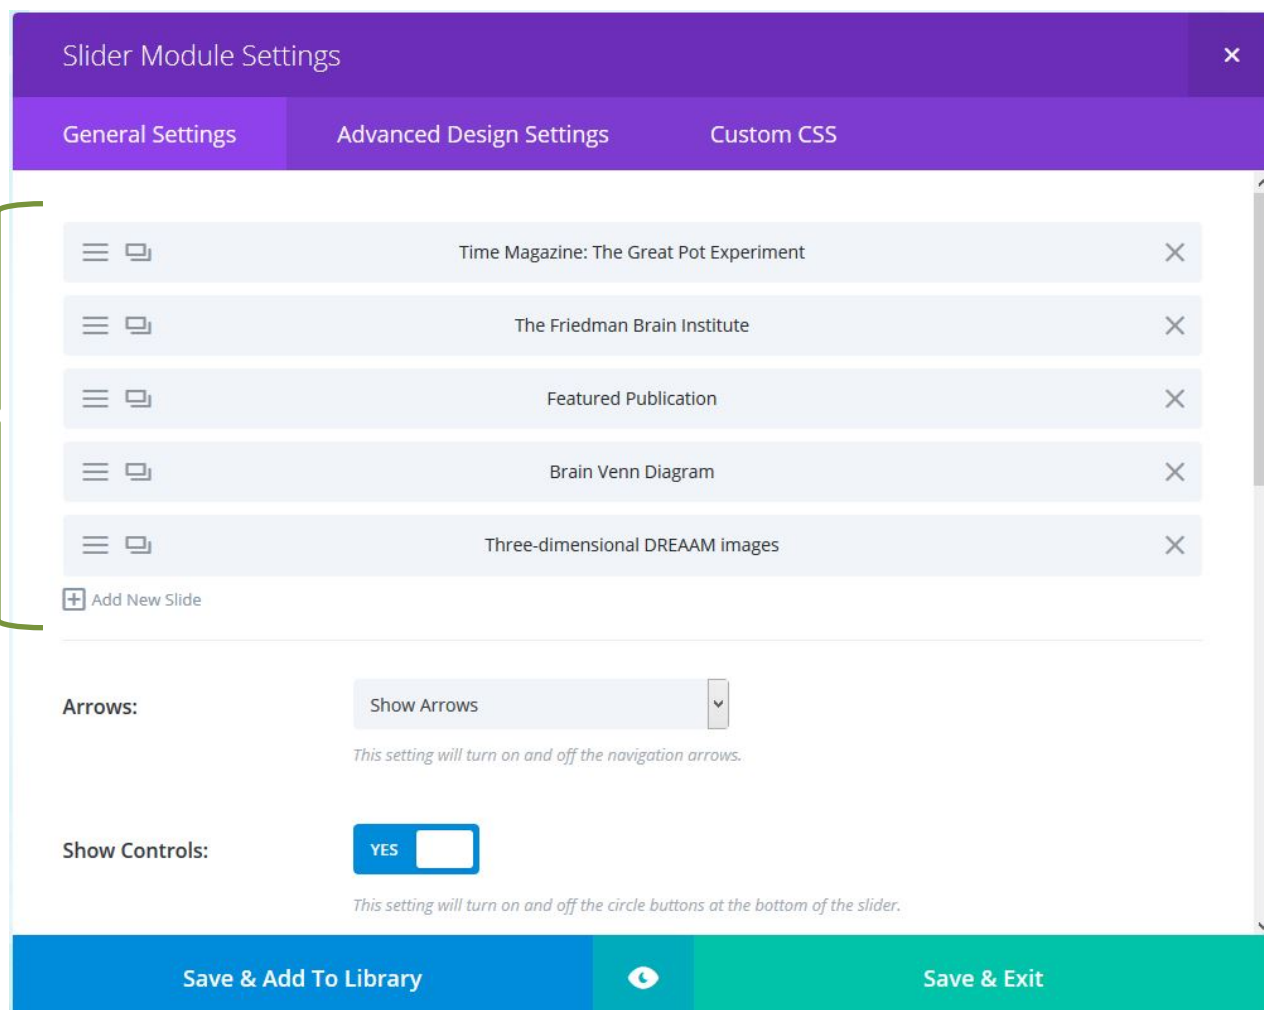 Slider Module Settings
General Settings
Advanced Design Settings
Custom CSS
Time Magazine: The Great Pot Experiment
The Friedman Brain Institute
Featured Publication
Brain Venn Diagram
Three-dimensional DREAAM images
Add New Slide
Arrows:
Show Arrows
This setting will turn on and off the navigation arrows.
Show Controls:
YES
This setting will turn on and off the circle buttons at the bottom of the slider.
Save & Add To Library
Save & Exit